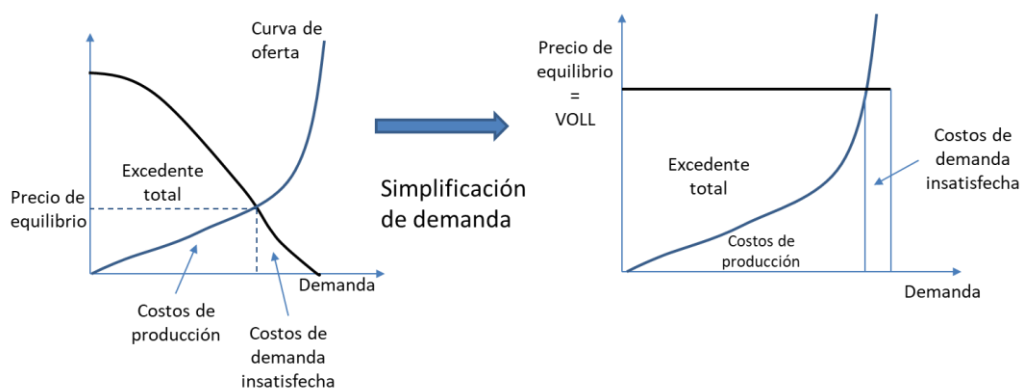 Curva de
oferta
Excedente
total
Precio de
equilibrio
Demanda
Costos de
producción
Costos de
demanda
insatisfecha
Simplificación
de demanda
Precio de
equilibrio
=
VOLL
Excedente
total
Costos de
producción
Costos de
demanda
insatisfecha
Demanda